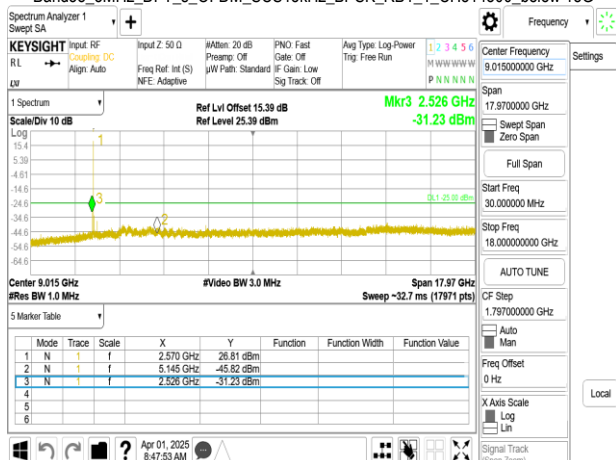 Spectrum Analyzer 1
Swept SA
Frequency
KEYSIGHT
Input: RF
Input Z: 50 Ω
#Atten: 20 dB
PNO: Fast
Avg Type: Log-Power
1 2 3 4 5 6
RL
Coupling: DC
Preamp: Off
Gate: Off
Trig: Free Run
M W W W W W
Align: Auto
Freq Ref: Int (S)
µW Path: Standard
IF Gain: Low
NFE: Adaptive
Sig Track: Off
P N N N N N
Center Frequency
9.015000000 GHz
Settings
1 Spectrum
Ref Lvl Offset 15.39 dB
Mkr3 2.526 GHz
Scale/Div 10 dB
Ref Level 25.39 dBm
-31.23 dBm
Span
17.9700000 GHz
Swept Span
Zero Span
Full Span
Start Freq
30.000000 MHz
Stop Freq
18.000000000 GHz
AUTO TUNE
CF Step
1.797000000 GHz
Auto
Man
Freq Offset
0 Hz
X Axis Scale
Log
Lin
Signal Track
Local
Log
15.4
5.39
-4.61
-14.6
-24.6
-34.6
-44.6
-54.6
-64.6
1
3
2
DL1 -25.00 dBm
Center 9.015 GHz
#Video BW 3.0 MHz
Span 17.97 GHz
#Res BW 1.0 MHz
Sweep ~32.7 ms (17971 pts)
5 Marker Table
Mode Trace Scale X Y Function Function Width Function Value
1 N 1 f 2.570 GHz 26.81 dBm
2 N 1 f 5.145 GHz -45.82 dBm
3 N 1 f 2.526 GHz -31.23 dBm
4
5
6
Apr 01, 2025
8:47:53 AM